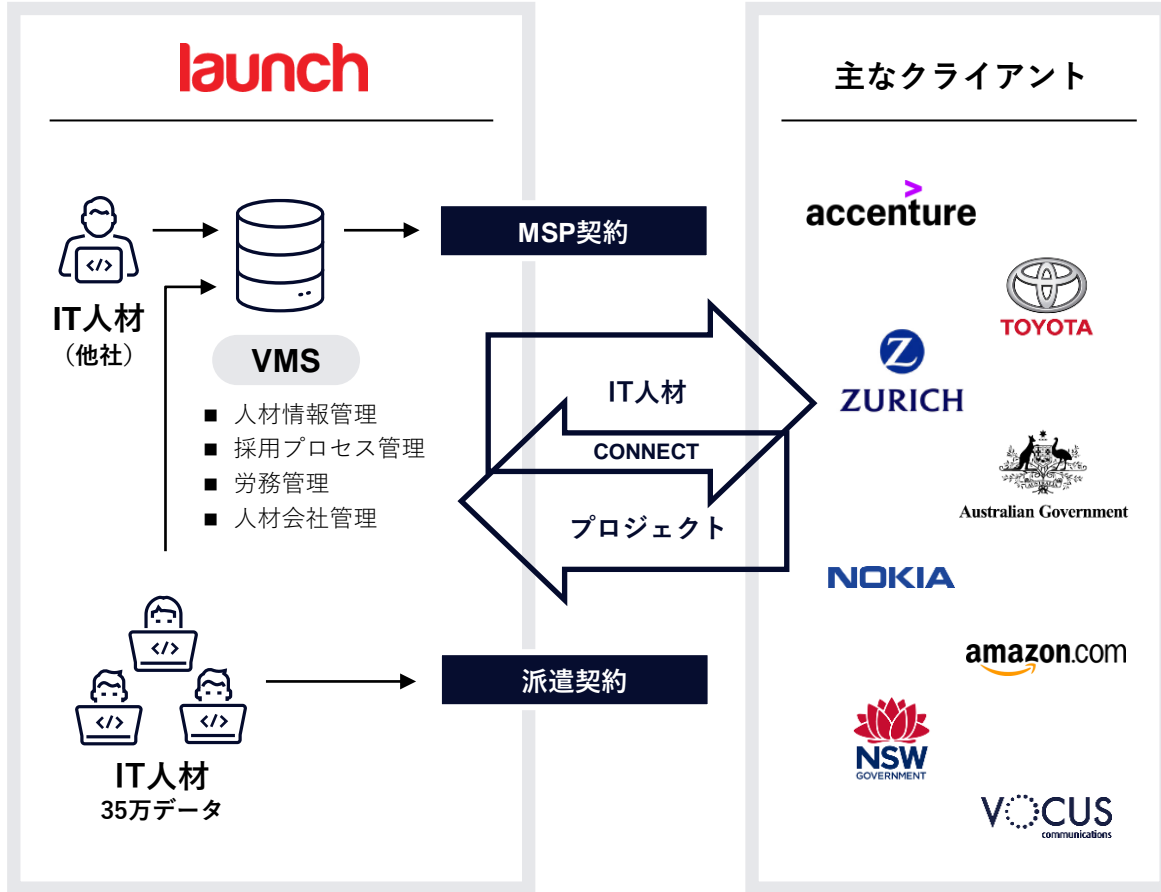 launch
主なクライアント
accenture
TOYOTA
ZURICH
Australian Government
NOKIA
amazon.com
NSW
GOVERNMENT
VOCUS
communications
</>
IT人材
（他社）
VMS
■ 人材情報管理
■ 採用プロセス管理
■ 労務管理
■ 人材会社管理
MSP契約
IT人材
CONNECT
プロジェクト
派遣契約
</>
</>
</>
IT人材
35万データ